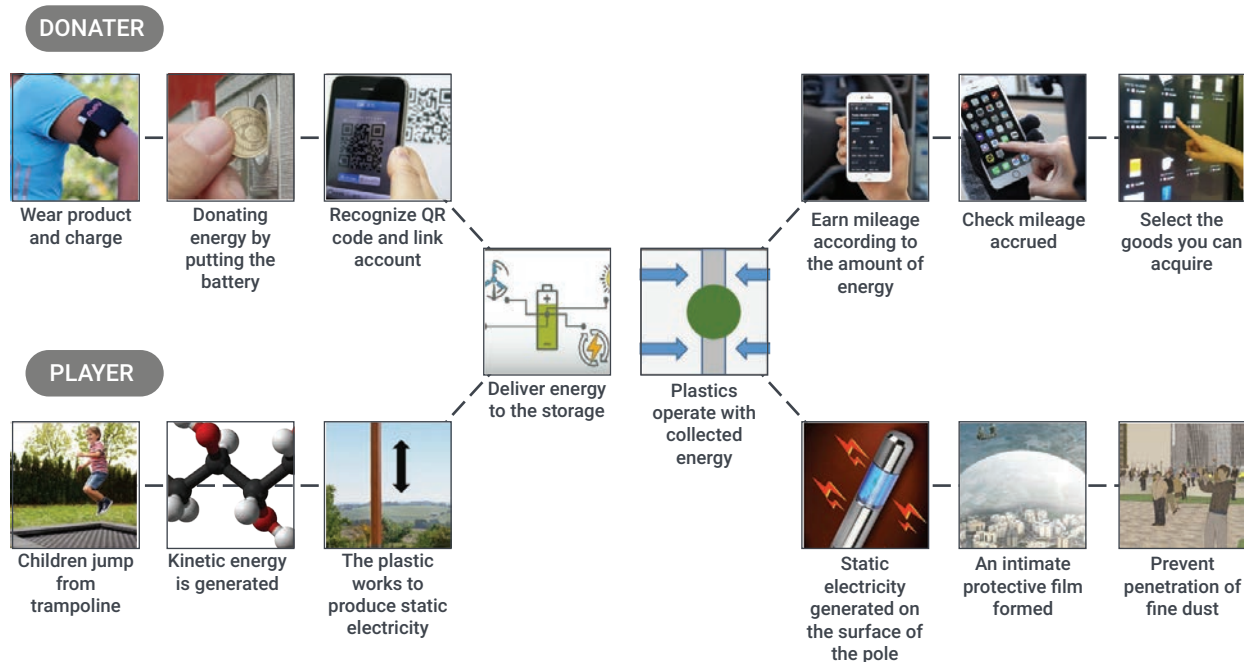 DONATER
Wear product
and charge
Donating
energy by
putting the
battery
Recognize QR
code and link
account
Earn mileage
according to
the amount of
energy
Check mileage
accrued
Select the
goods you can
acquire
Deliver energy
to the storage
Plastics
operate with
collected
energy
PLAYER
Children jump
from
trampoline
Kinetic energy
is generated
The plastic
works to
produce static
electricity
Static
electricity
generated on
the surface of
the pole
An intimate
protective film
formed
Prevent
penetration of
fine dust